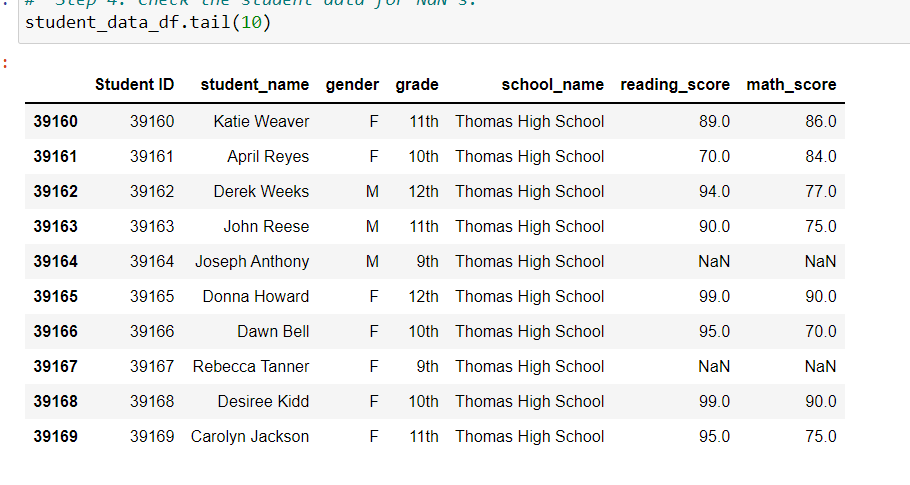 # Step 4. Check the student data for NaN's.
student_data_df.tail(10)
:
Student ID student_name gender grade school_name reading_score math_score
39160 39160 Katie Weaver F 11th Thomas High School 89.0 86.0
39161 39161 April Reyes F 10th Thomas High School 70.0 84.0
39162 39162 Derek Weeks M 12th Thomas High School 94.0 77.0
39163 39163 John Reese M 11th Thomas High School 90.0 75.0
39164 39164 Joseph Anthony M 9th Thomas High School NaN NaN
39165 39165 Donna Howard F 12th Thomas High School 99.0 90.0
39166 39166 Dawn Bell F 10th Thomas High School 95.0 70.0
39167 39167 Rebecca Tanner F 9th Thomas High School NaN NaN
39168 39168 Desiree Kidd F 10th Thomas High School 99.0 90.0
39169 39169 Carolyn Jackson F 11th Thomas High School 95.0 75.0